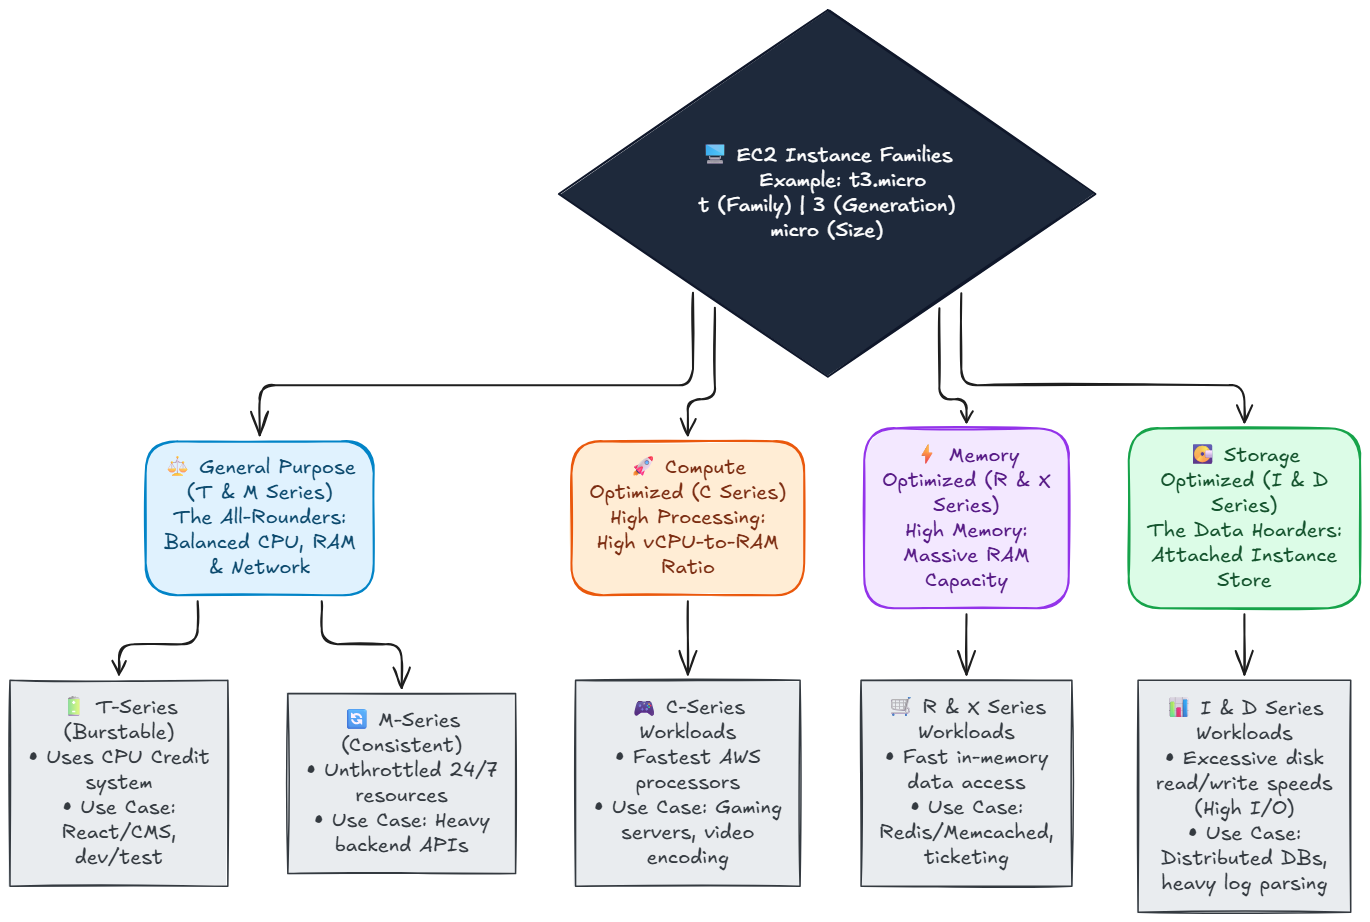 🖥️ EC2 Instance Families
Example: t3.micro
t (Family) | 3 (Generation)
micro (Size)
⚖️ General Purpose
(T & M Series)
The All-Rounders:
Balanced CPU, RAM
& Network
🚀 Compute
Optimized (C Series)
High Processing:
High vCPU-to-RAM
Ratio
⚡ Memory
Optimized (R & X
Series)
High Memory:
Massive RAM
Capacity
💽 Storage
Optimized (I & D
Series)
The Data Hoarders:
Attached Instance
Store
🔋 T-Series
(Burstable)
• Uses CPU Credit
system
• Use Case:
React/CMS,
dev/test
🔄 M-Series
(Consistent)
• Unthrottled 24/7
resources
• Use Case: Heavy
backend APIs
🎮 C-Series
Workloads
• Fastest AWS
processors
• Use Case: Gaming
servers, video
encoding
🛒 R & X Series
Workloads
• Fast in-memory
data access
• Use Case:
Redis/Memcached,
ticketing
📊 I & D Series
Workloads
• Excessive disk
read/write speeds
(High I/O)
• Use Case:
Distributed DBs,
heavy log parsing